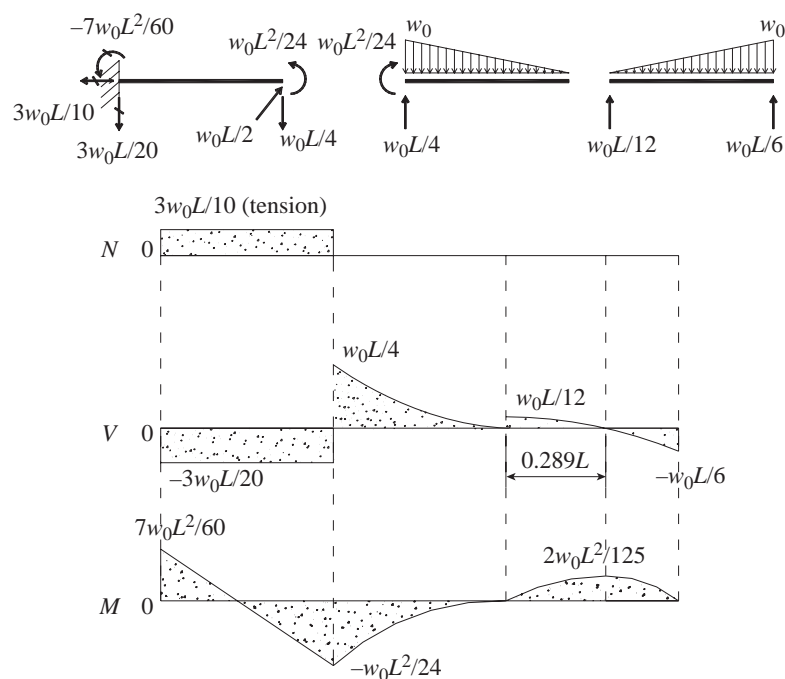 –7w₀L²/60
w₀L²/24
w₀L²/24
w₀
w₀
3w₀L/10
3w₀L/20
w₀L/2
w₀L/4
w₀L/4
w₀L/12
w₀L/6
3w₀L/10 (tension)
N 0
w₀L/4
w₀L/12
V 0
0.289L
–3w₀L/20
–w₀L/6
7w₀L²/60
2w₀L²/125
M 0
–w₀L²/24